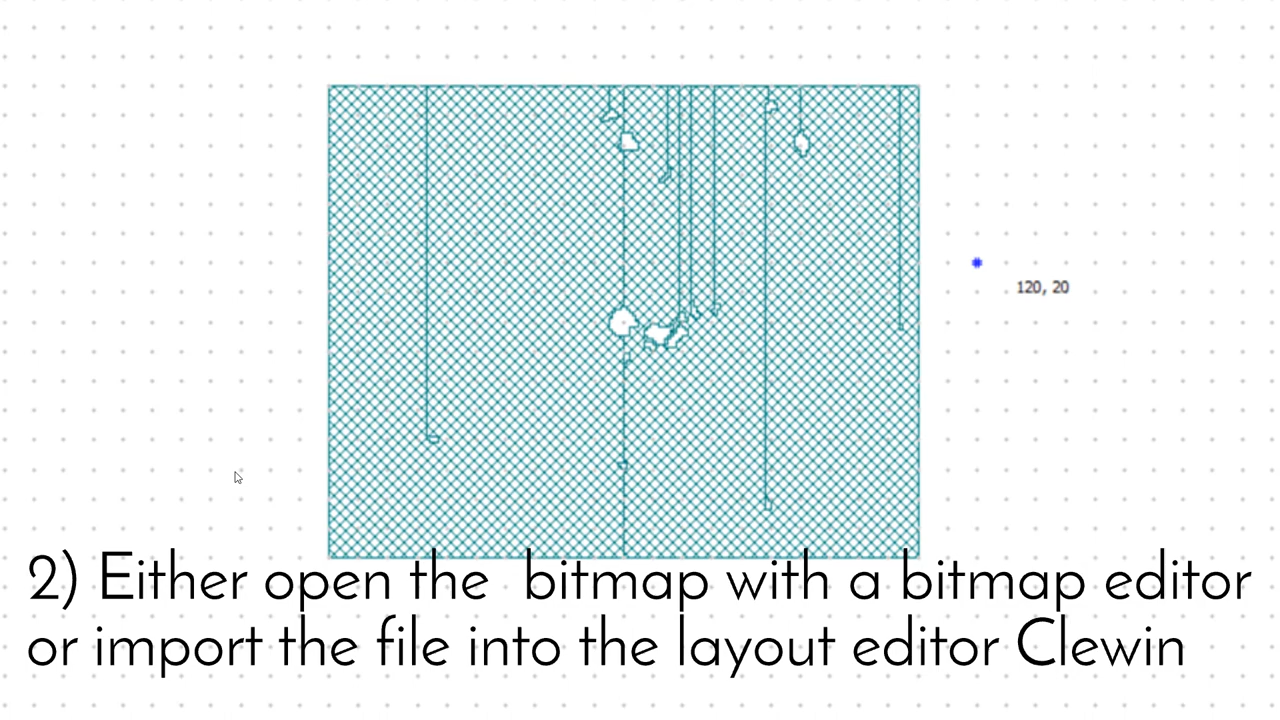 120, 20
2) Either open the bitmap with a bitmap editor
or import the file into the layout editor Clewin